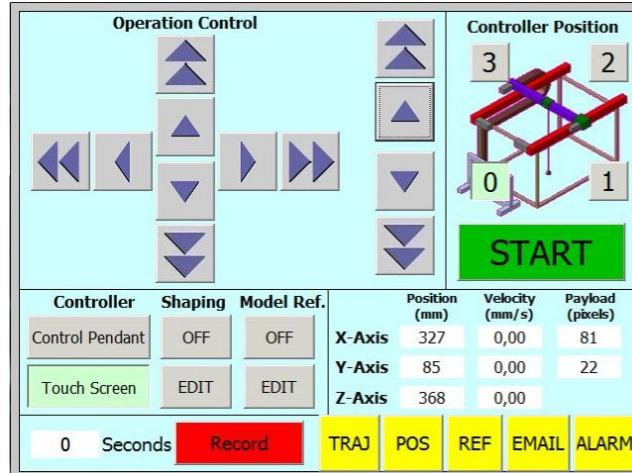 Operation Control
Controller Position
3 2
0 1
START
Controller Shaping Model Ref.
Control Pendant OFF OFF
Touch Screen EDIT EDIT
Position (mm) Velocity (mm/s) Payload (pixels)
X-Axis 327 0,00 81
Y-Axis 85 0,00 22
Z-Axis 368 0,00
0 Seconds Record
TRAJ POS REF EMAIL ALARM